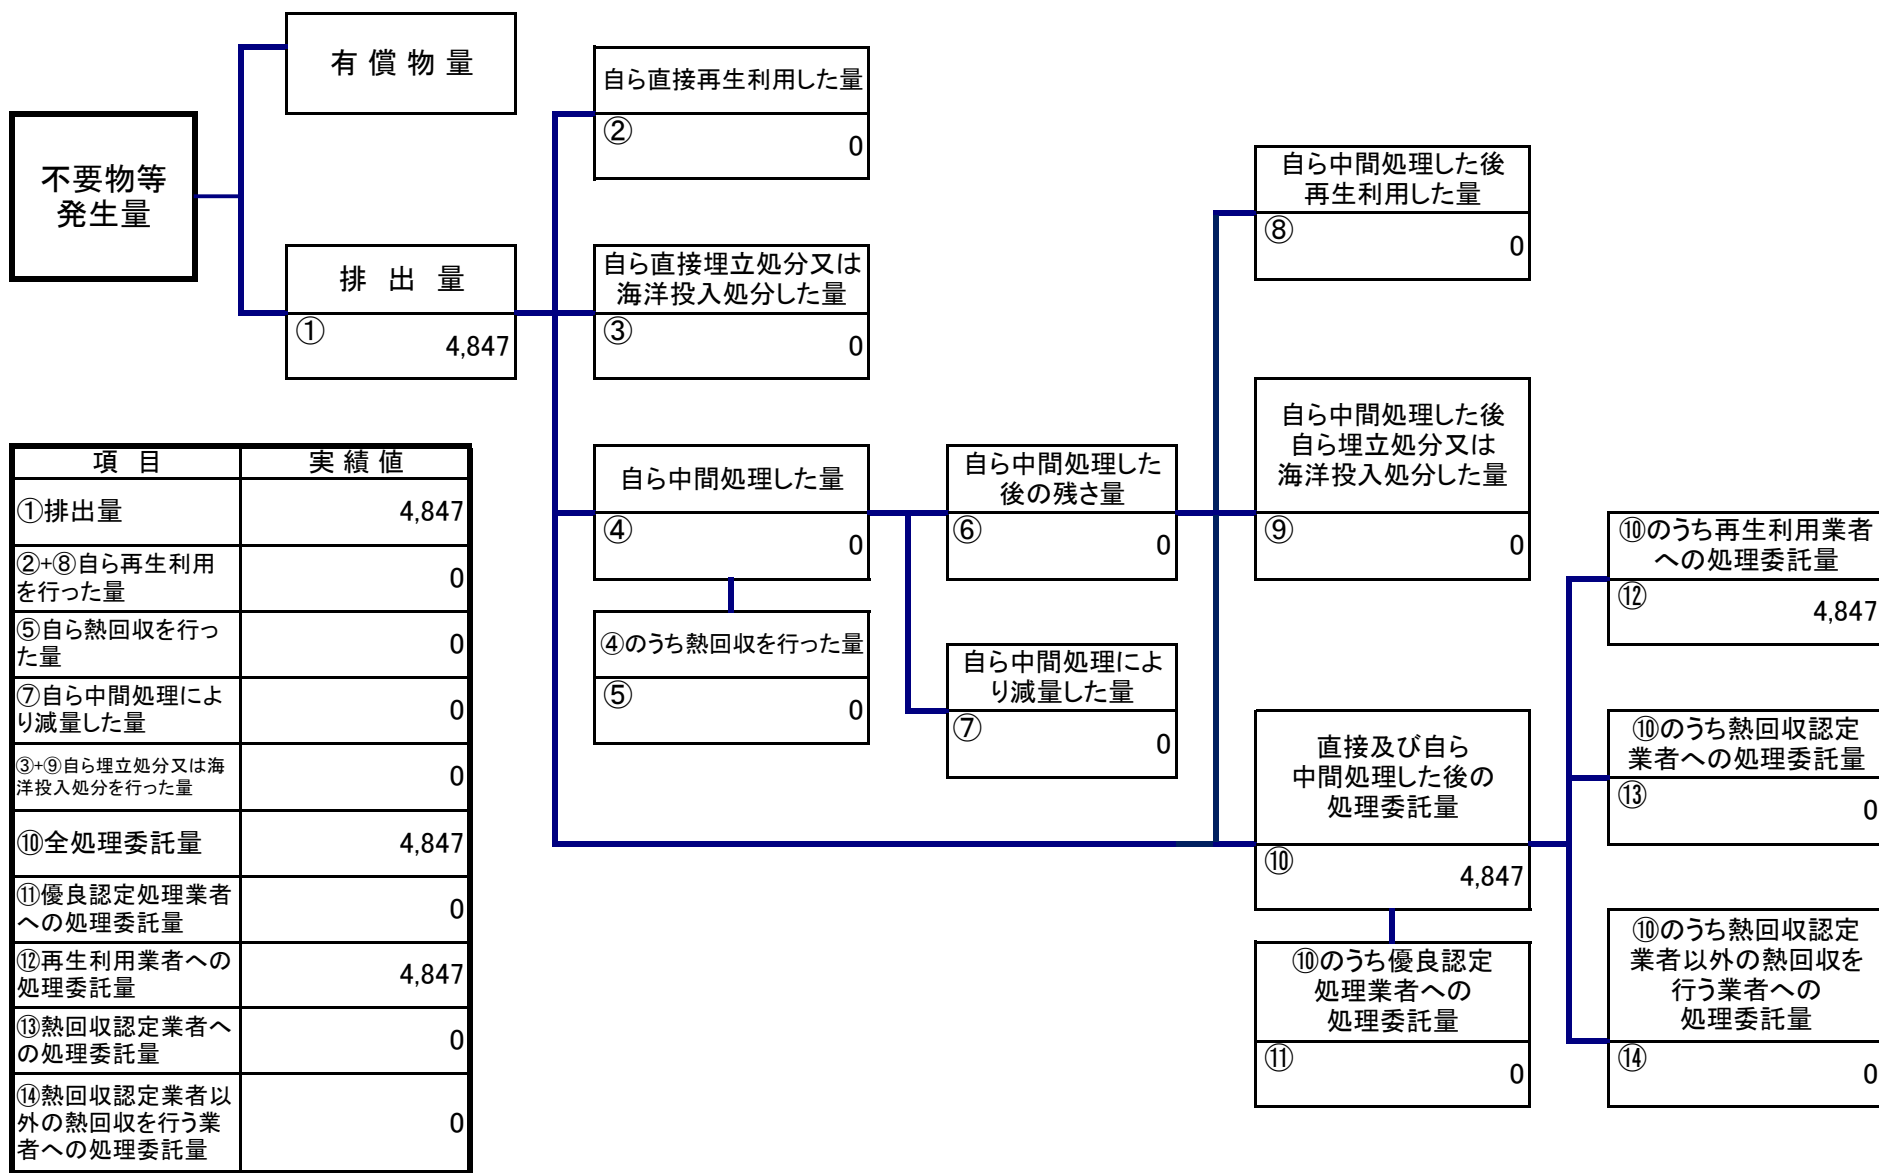 不要物等
発生量
有 償 物 量
排 出 量
①
4,847
自ら直接再生利用した量
②
0
自ら直接埋立処分又は
海洋投入処分した量
③
0
自ら中間処理した量
④
0
④のうち熱回収を行った量
⑤
0
自ら中間処理した
後の残さ量
⑥
0
自ら中間処理によ
り減量した量
⑦
0
自ら中間処理した後
再生利用した量
⑧
0
自ら中間処理した後
自ら埋立処分又は
海洋投入処分した量
⑨
0
直接及び自ら
中間処理した後の
処理委託量
⑩
4,847
⑩のうち優良認定
処理業者への
処理委託量
⑪
0
⑩のうち再生利用業者
への処理委託量
⑫
4,847
⑩のうち熱回収認定
業者への処理委託量
⑬
0
⑩のうち熱回収認定
業者以外の熱回収を
行う業者への
処理委託量
⑭
0
項 目 実 績 値
①排出量 4,847
②+⑧自ら再生利用
を行った量 0
⑤自ら熱回収を行っ
た量 0
⑦自ら中間処理によ
り減量した量 0
③+⑨自ら埋立処分又は海
洋投入処分を行った量 0
⑩全処理委託量 4,847
⑪優良認定処理業者
への処理委託量 0
⑫再生利用業者への
処理委託量 4,847
⑬熱回収認定業者へ
の処理委託量 0
⑭熱回収認定業者以
外の熱回収を行う業
者への処理委託量 0